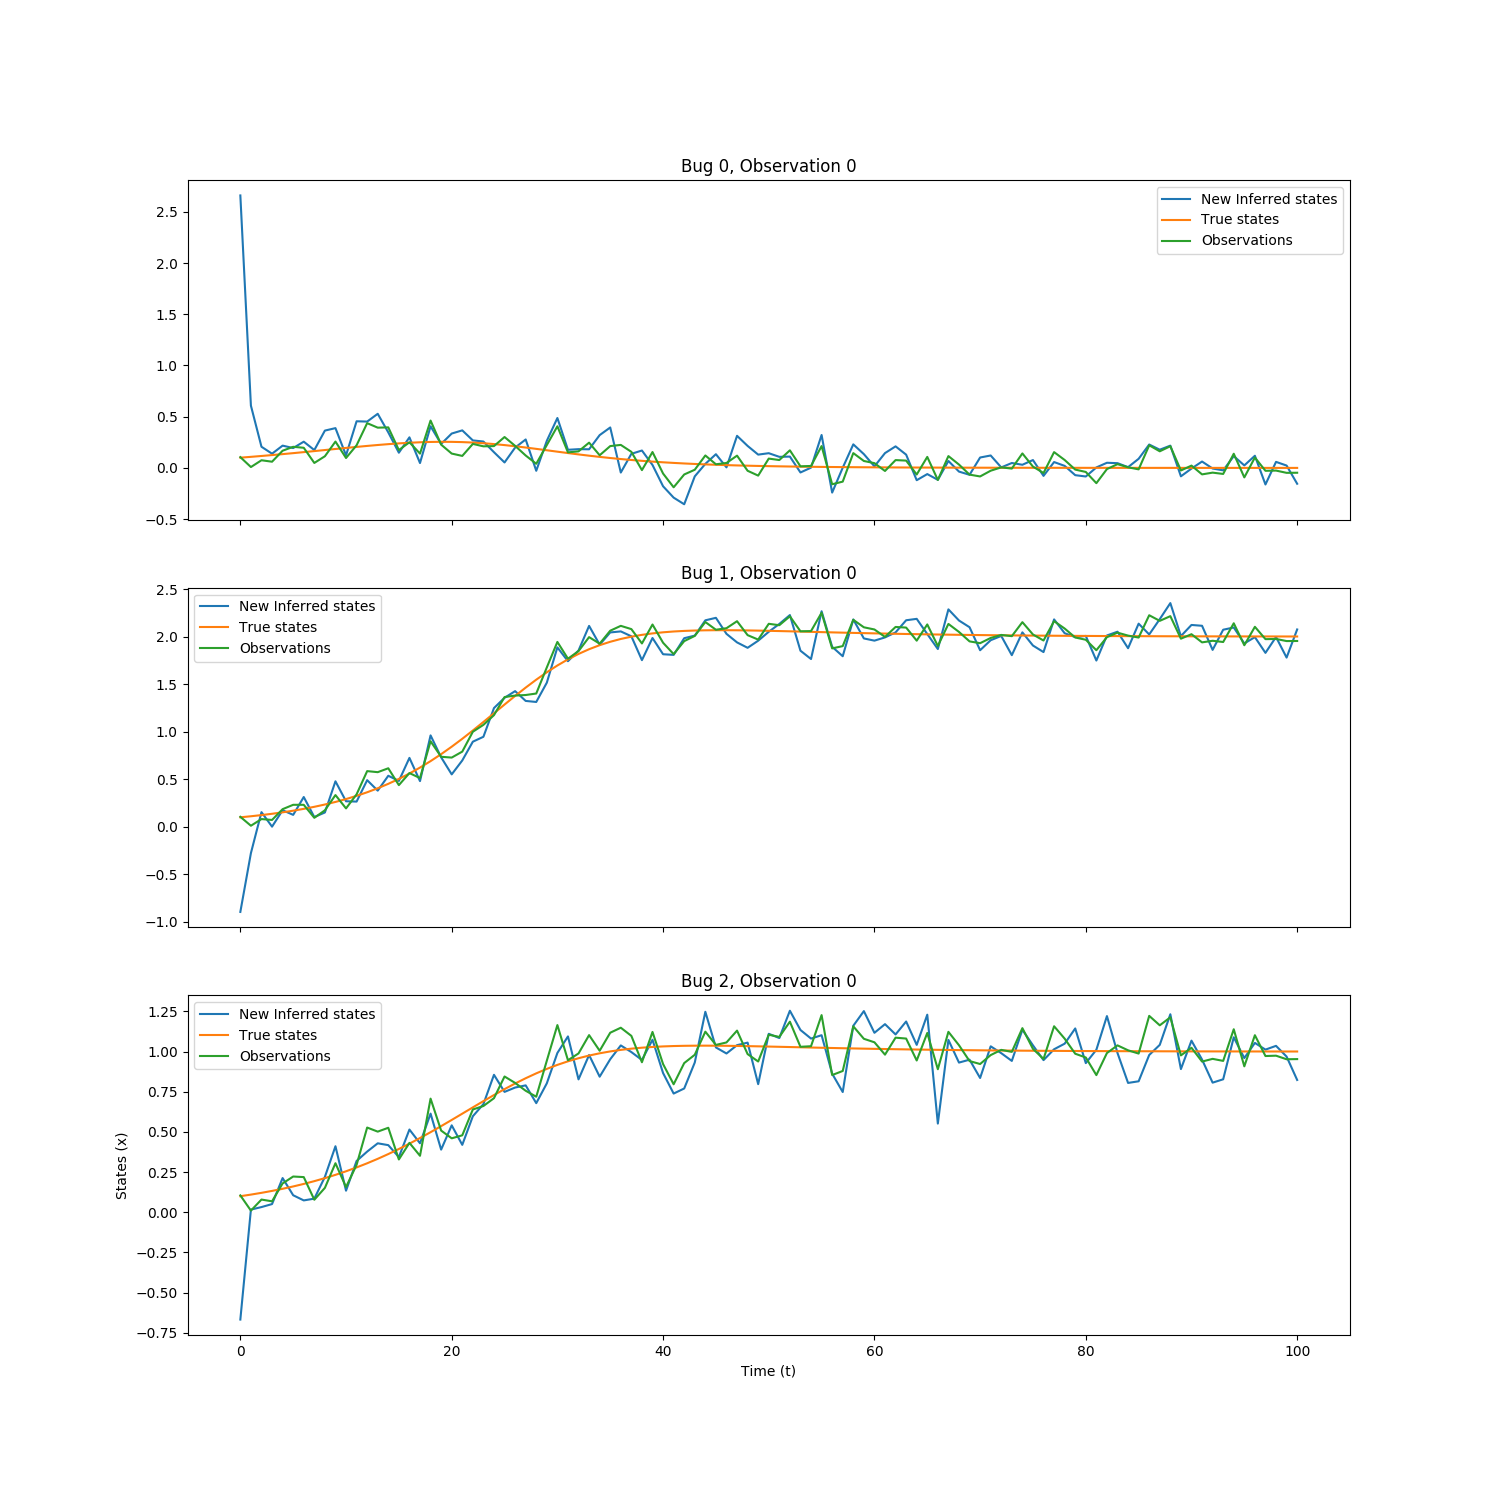 Bug 0, Observation 0
2.5
2.0
1.5
1.0
0.5
0.0
−0.5
New Inferred states
True states
Observations
Bug 1, Observation 0
2.5
2.0
1.5
1.0
0.5
0.0
−0.5
−1.0
New Inferred states
True states
Observations
Bug 2, Observation 0
States (x)
1.25
1.00
0.75
0.50
0.25
0.00
−0.25
−0.50
−0.75
New Inferred states
True states
Observations
0 20 40 60 80 100
Time (t)